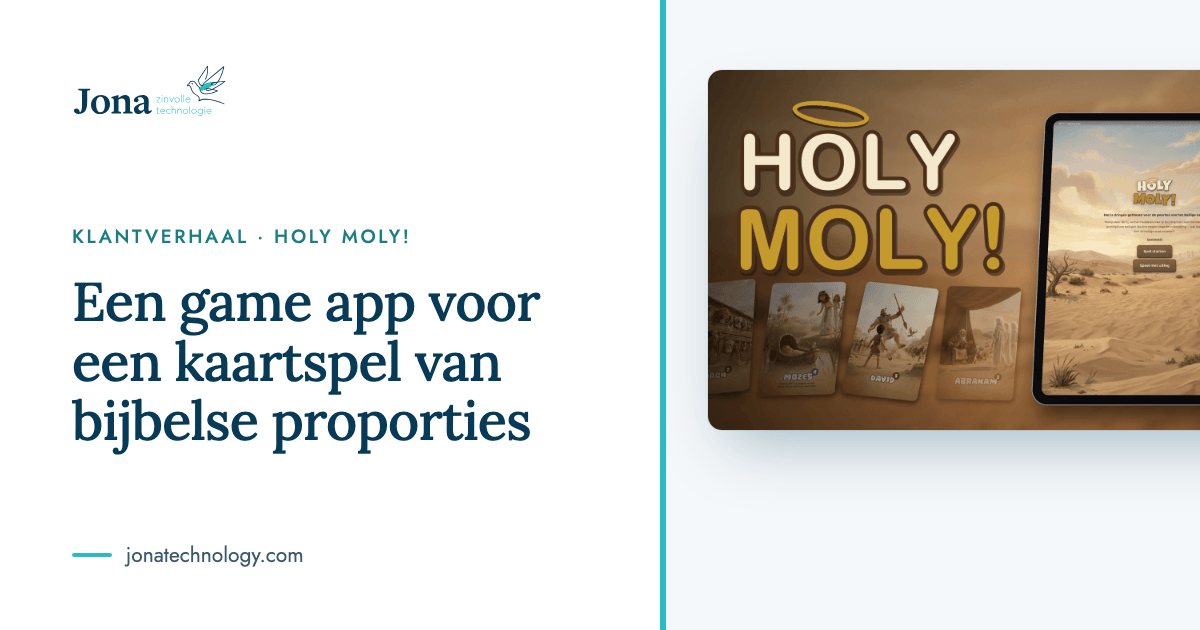 Jona zinvolle
technologie
KLANTVERHAAL · HOLY MOLY!
Een game app voor
een kaartspel van
bijbelse proporties
jonatechnology.com
HOLY
MOLY!
MOZES
DAVID
ABRAHAM
HOLY
MOLY!